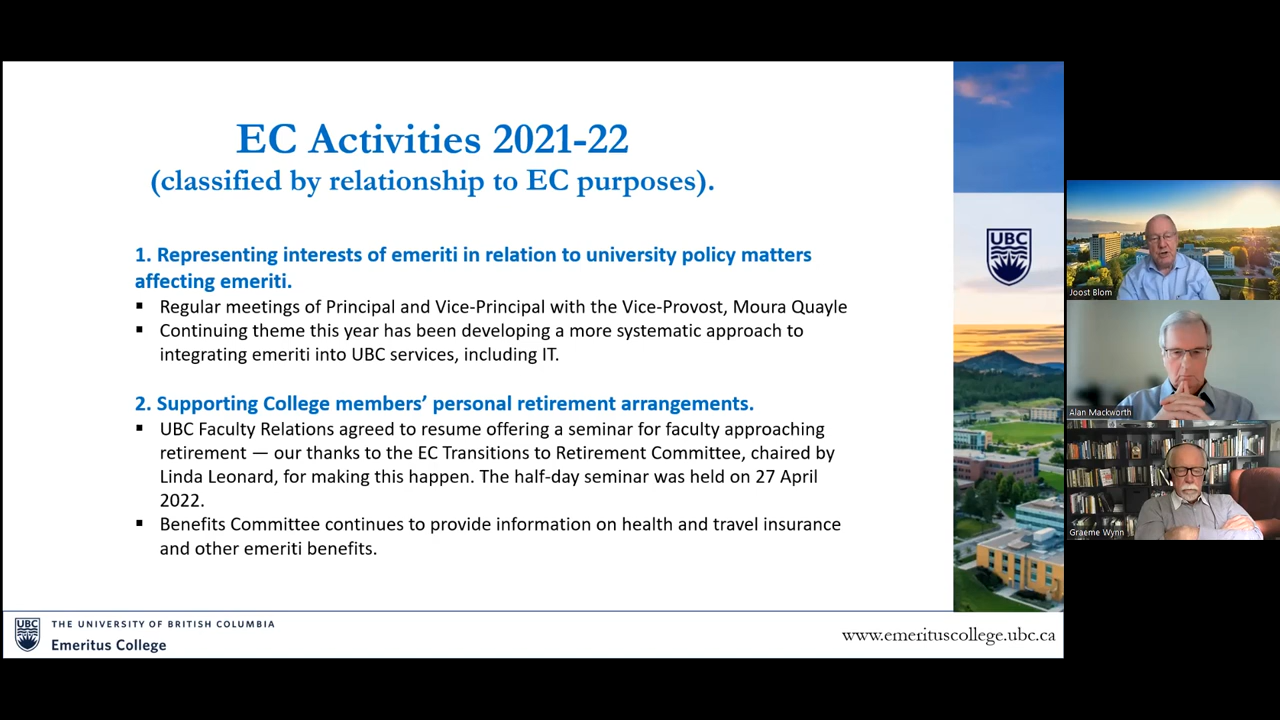 EC Activities 2021-22
(classified by relationship to EC purposes).
1. Representing interests of emeriti in relation to university policy matters
affecting emeriti.
▪ Regular meetings of Principal and Vice-Principal with the Vice-Provost, Moura Quayle
▪ Continuing theme this year has been developing a more systematic approach to
integrating emeriti into UBC services, including IT.
2. Supporting College members’ personal retirement arrangements.
▪ UBC Faculty Relations agreed to resume offering a seminar for faculty approaching
retirement — our thanks to the EC Transitions to Retirement Committee, chaired by
Linda Leonard, for making this happen. The half-day seminar was held on 27 April
2022.
▪ Benefits Committee continues to provide information on health and travel insurance
and other emeriti benefits.
UBC
UBC
THE UNIVERSITY OF BRITISH COLUMBIA
Emeritus College
www.emerituscollege.ubc.ca
Joost Blom
Alan Mackworth
Graeme Wynn